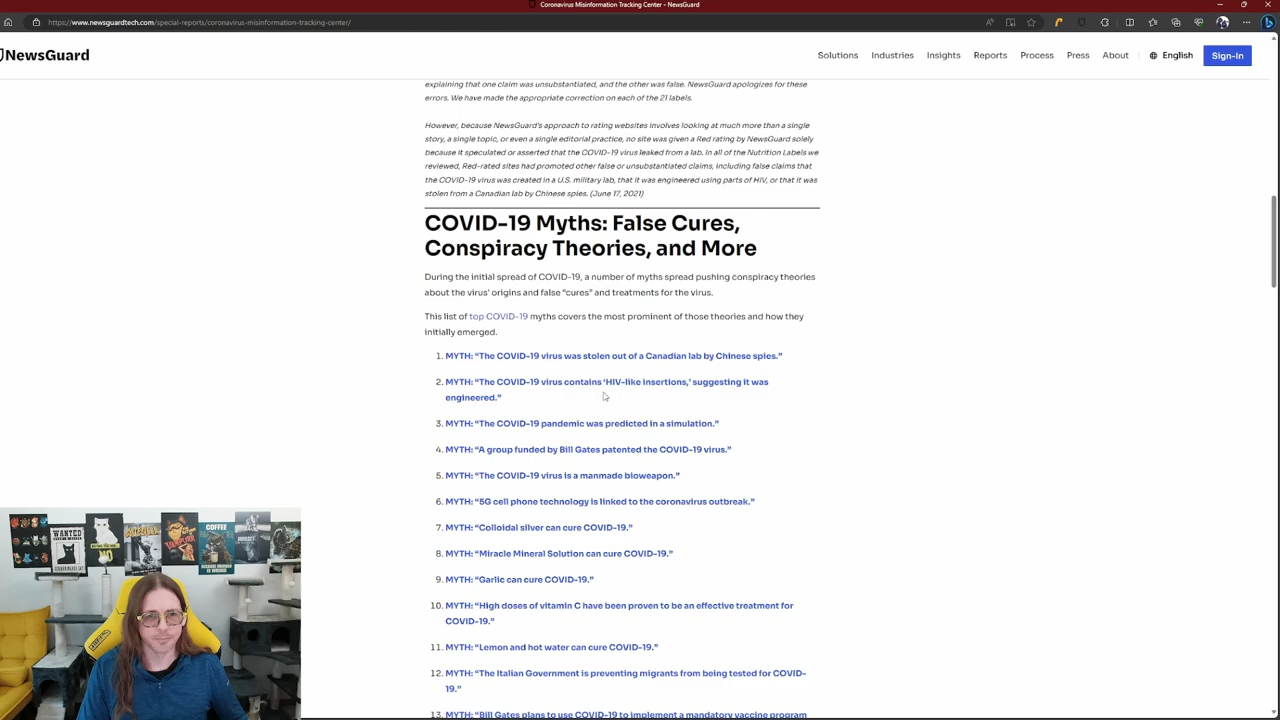 Coronavirus Misinformation Tracking Center - NewsGuard
https://www.newsguardtech.com/special-reports/coronavirus-misinformation-tracking-center/
NewsGuard
Solutions Industries Insights Reports Process Press About English Sign-In
explaining that one claim was unsubstantiated, and the other was false. NewsGuard apologizes for these
errors. We have made the appropriate correction on each of the 21 labels.
However, because NewsGuard's approach to rating websites involves looking at much more than a single
story, a single topic, or even a single editorial practice, no site was given a Red rating by NewsGuard solely
because it speculated or asserted that the COVID-19 virus leaked from a lab. In all of the Nutrition Labels we
reviewed, Red-rated sites had promoted other false or unsubstantiated claims, including false claims that
the COVID-19 virus was created in a U.S. military lab, that it was engineered using parts of HIV, or that it was
stolen from a Canadian lab by Chinese spies. (June 17, 2021)
COVID-19 Myths: False Cures,
Conspiracy Theories, and More
During the initial spread of COVID-19, a number of myths spread pushing conspiracy theories
about the virus' origins and false “cures” and treatments for the virus.
This list of top COVID-19 myths covers the most prominent of those theories and how they
initially emerged.
1. MYTH: “The COVID-19 virus was stolen out of a Canadian lab by Chinese spies.”
2. MYTH: “The COVID-19 virus contains ‘HIV-like insertions,’ suggesting it was
engineered.”
3. MYTH: “The COVID-19 pandemic was predicted in a simulation.”
4. MYTH: “A group funded by Bill Gates patented the COVID-19 virus.”
5. MYTH: “The COVID-19 virus is a manmade bioweapon.”
6. MYTH: “5G cell phone technology is linked to the coronavirus outbreak.”
7. MYTH: “Colloidal silver can cure COVID-19.”
8. MYTH: “Miracle Mineral Solution can cure COVID-19.”
9. MYTH: “Garlic can cure COVID-19.”
10. MYTH: “High doses of vitamin C have been proven to be an effective treatment for
COVID-19.”
11. MYTH: “Lemon and hot water can cure COVID-19.”
12. MYTH: “The Italian Government is preventing migrants from being tested for COVID-
19.”
13. MYTH: “Bill Gates plans to use COVID-19 to implement a mandatory vaccine program
WANTED
COFFEE